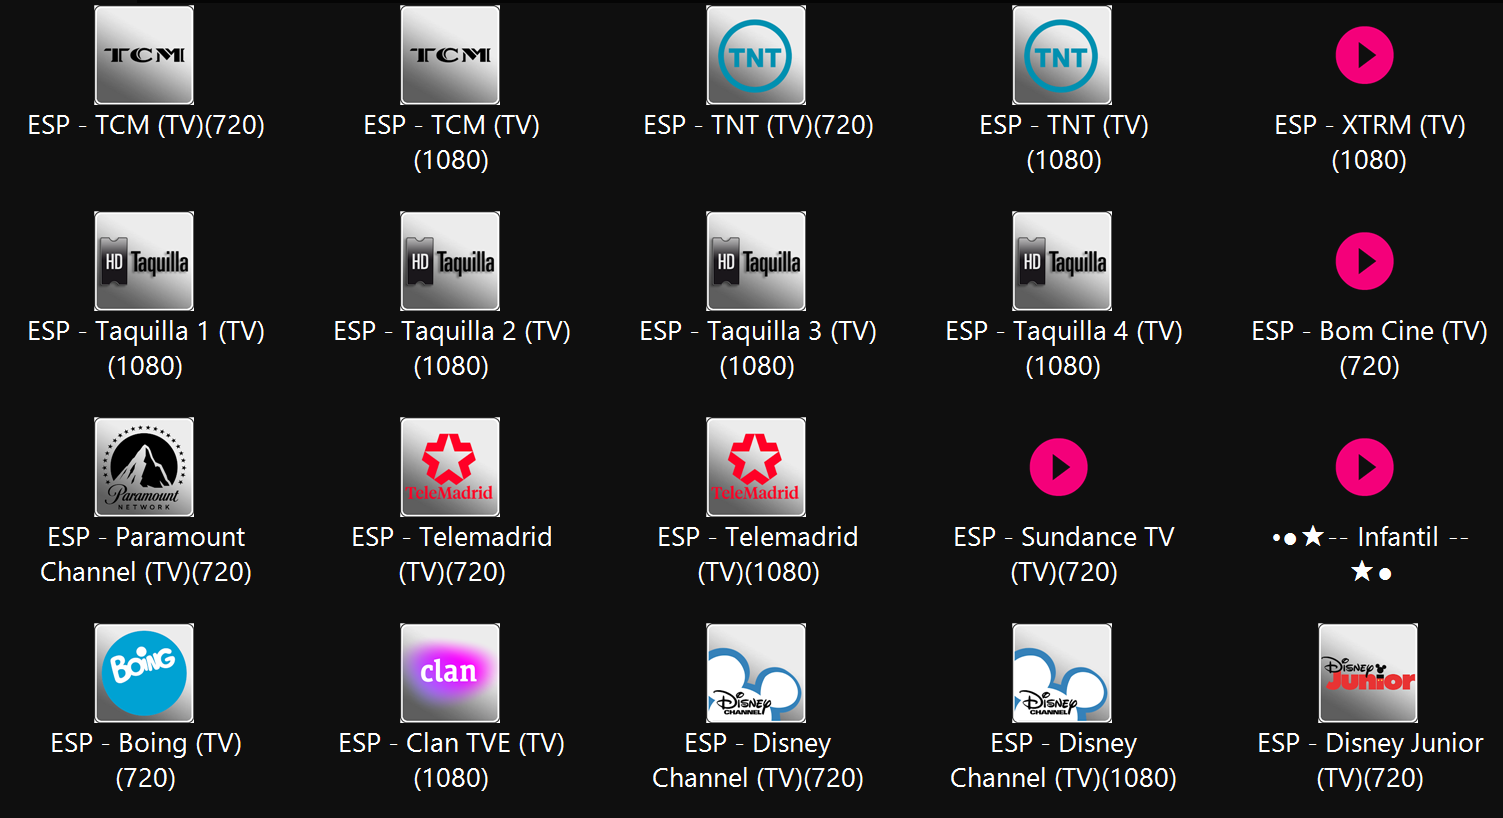 TCM
TCM
TNT
TNT
ESP - TCM (TV)(720)
ESP - TCM (TV)
(1080)
ESP - TNT (TV)(720)
ESP - TNT (TV)
(1080)
ESP - XTRM (TV)
(1080)
HD Taquilla
HD Taquilla
HD Taquilla
HD Taquilla
ESP - Taquilla 1 (TV)
(1080)
ESP - Taquilla 2 (TV)
(1080)
ESP - Taquilla 3 (TV)
(1080)
ESP - Taquilla 4 (TV)
(1080)
ESP - Bom Cine (TV)
(720)
Paramount
NETWORK
TeleMadrid
TeleMadrid
ESP - Paramount
Channel (TV)(720)
ESP - Telemadrid
(TV)(720)
ESP - Telemadrid
(TV)(1080)
ESP - Sundance TV
(TV)(720)
•●★-- Infantil --
★●
BOING
clan
DISNEY
CHANNEL
DISNEY
CHANNEL
DISNEY
Junior
ESP - Boing (TV)
(720)
ESP - Clan TVE (TV)
(1080)
ESP - Disney
Channel (TV)(720)
ESP - Disney
Channel (TV)(1080)
ESP - Disney Junior
(TV)(720)